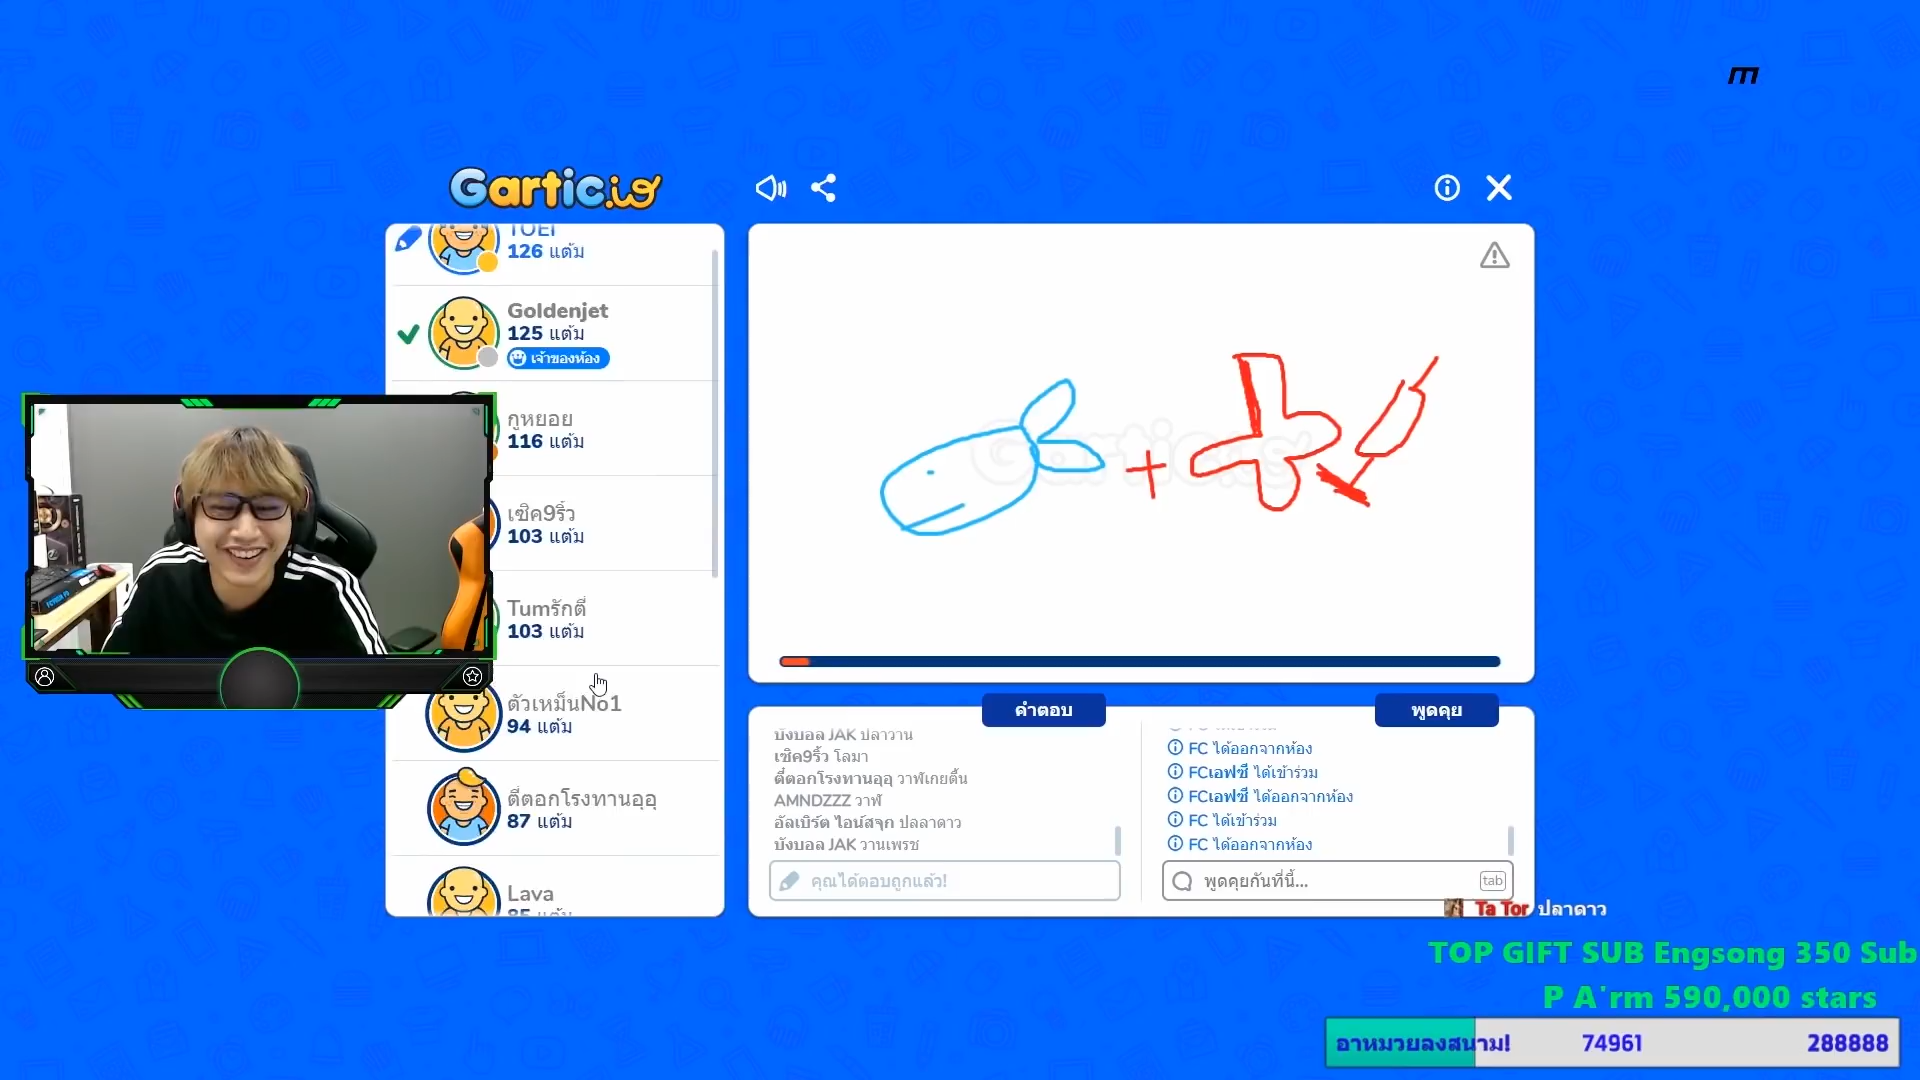 m
Gartic.io
TOEI
126 แต้ม
Goldenjet
125 แต้ม
เจ้าของห้อง
กูหยอย
116 แต้ม
เซิค9ริ้ว
103 แต้ม
Tumรักตี่
103 แต้ม
ตัวเหม็นNo1
94 แต้ม
ตี่ตอกโรงทานอุอุ
87 แต้ม
Lava
85 แต้ม
Gartic.io
คำตอบ
บังบอล JAK ปลาวาน
เซิค9ริ้ว โลมา
ตี่ตอกโรงทานอุอุ วาฬเกยตื้น
AMNDZZZ วาฬ
อัลเบิร์ต ไอน์สจุก ปลลาดาว
บังบอล JAK วานเพรช
คุณได้ตอบถูกแล้ว!
พูดคุย
FC ได้ออกจากห้อง
FCเอฟซี ได้เข้าร่วม
FCเอฟซี ได้ออกจากห้อง
FC ได้เข้าร่วม
FC ได้ออกจากห้อง
พูดคุยกันที่นี่...
tab
Ta Tor ปลาดาว
TOP GIFT SUB Engsong 350 Sub
P A'rm 590,000 stars
อาหมวยลงสนาม! 74961 288888